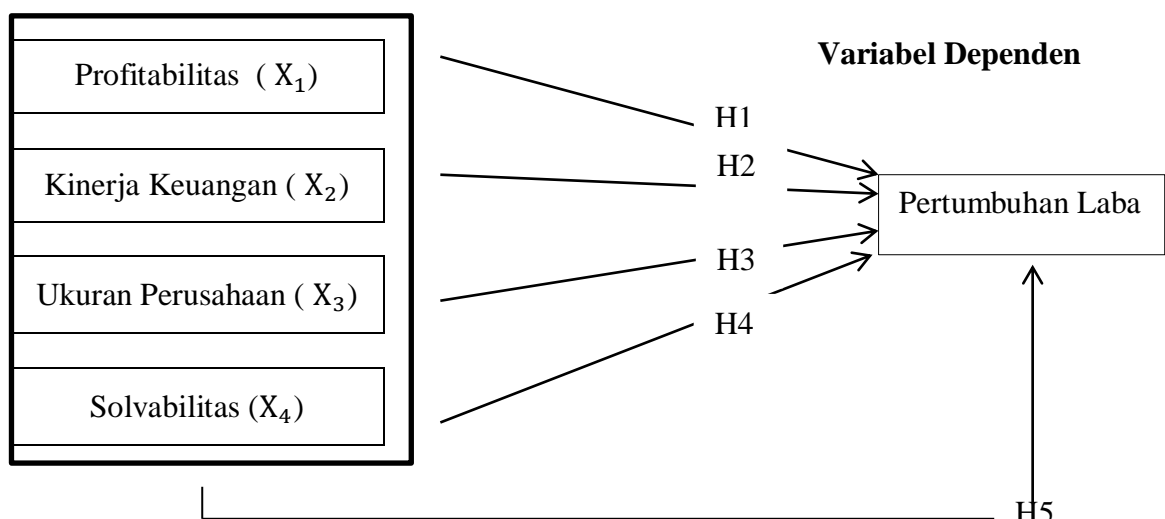 Variabel Dependen
Profitabilitas ( X₁)
Kinerja Keuangan ( X₂)
Ukuran Perusahaan ( X₃)
Solvabilitas (X₄)
H1
H2
H3
H4
Pertumbuhan Laba
H5